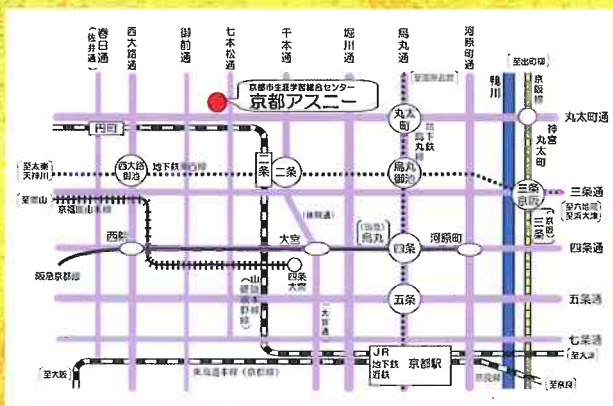 春日通
(佐井通)
西大路通
御前通
七本松通
千本通
堀川通
烏丸通
河原町通
鴨川
至出町柳
京阪線
京都市生涯学習総合センター
京都アスニー
丸太町
神宮丸太町
丸太町通
円町
至太秦天神川
西大路御池
地下鉄東西線
二条
二条
烏丸御池
三条京阪
三条通
至六地蔵
至浜大津
(京阪)三条
至嵐山
京福嵐山本線
西院
大宮
(阪急)烏丸
四条
河原町
四条通
阪急京都線
四条大宮
五条
五条通
(大宮通)
七条通
JR
地下鉄
近鉄
京都駅
至大津
至大阪
東海道本線(京都線)
奈良線
至奈良